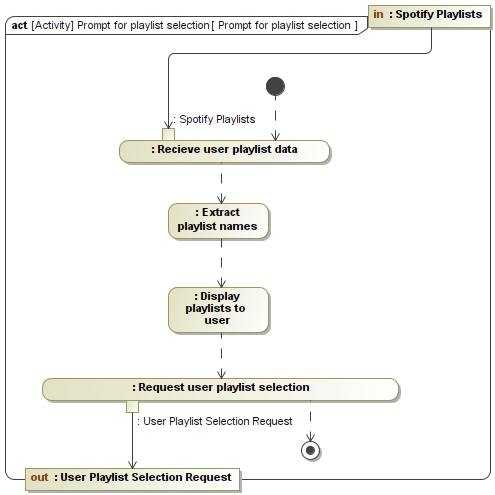 in : Spotify Playlists
act [Activity] Prompt for playlist selection[ Prompt for playlist selection ]
: Spotify Playlists
: Recieve user playlist data
: Extract
playlist names
: Display
playlists to
user
: Request user playlist selection
: User Playlist Selection Request
out : User Playlist Selection Request